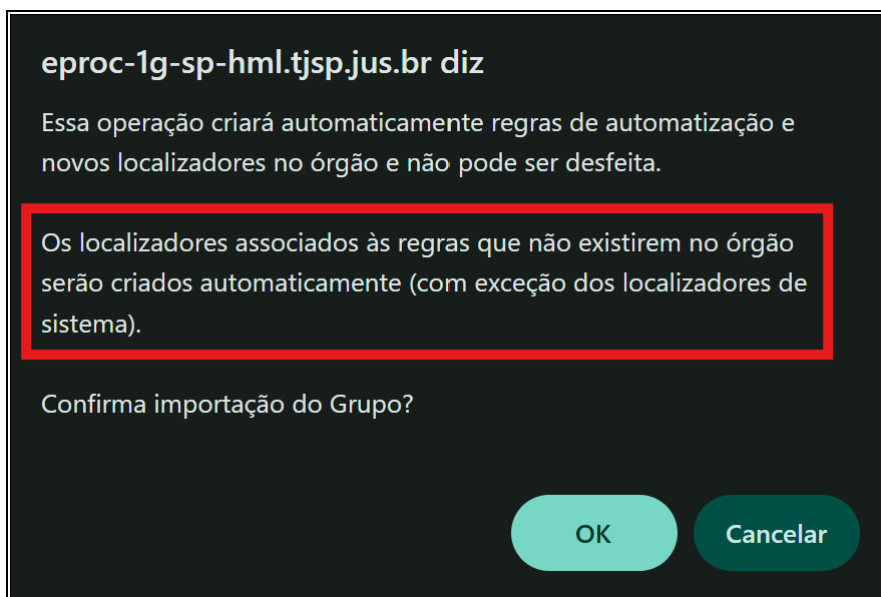 eproc-1g-sp-hml.tjsp.jus.br diz
Essa operação criará automaticamente regras de automatização e
novos localizadores no órgão e não pode ser desfeita.
Os localizadores associados às regras que não existirem no órgão
serão criados automaticamente (com exceção dos localizadores de
sistema).
Confirma importação do Grupo?
OK
Cancelar